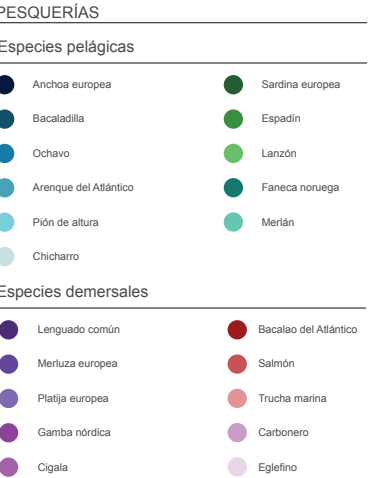 PESQUERÍAS
Especies pelágicas
Anchoa europea
Sardina europea
Bacaladilla
Espadín
Ochavo
Lanzón
Arenque del Atlántico
Faneca noruega
Pión de altura
Merlán
Chicharro
Especies demersales
Lenguado común
Bacalao del Atlántico
Merluza europea
Salmón
Platija europea
Trucha marina
Gamba nórdica
Carbonero
Cigala
Eglefino